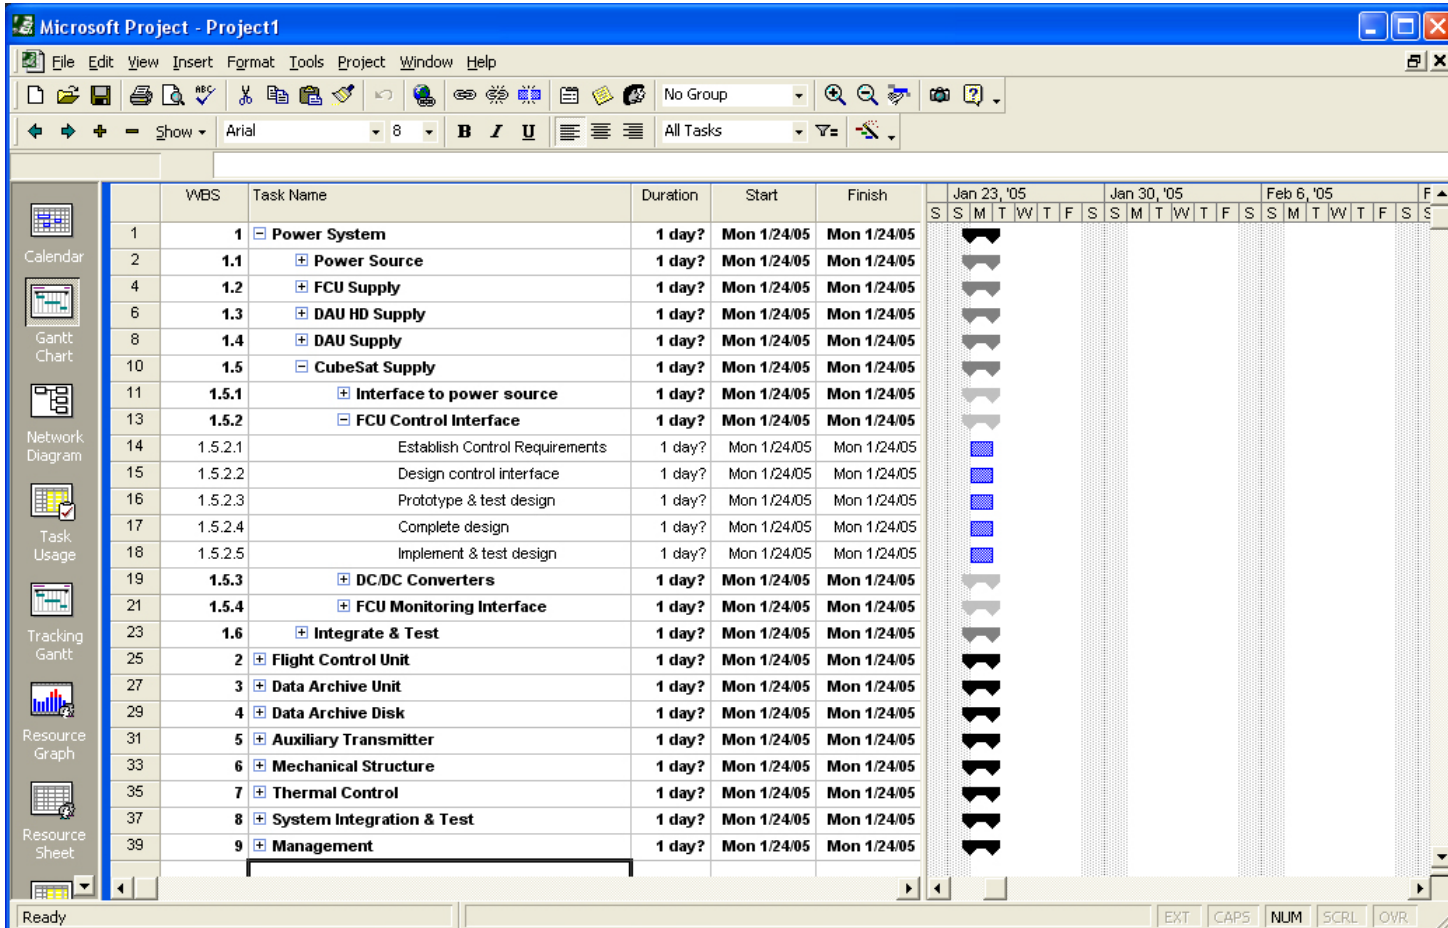 Microsoft Project - Project1
File Edit View Insert Format Tools Project Window Help
No Group
Show Arial 8 B I U All Tasks
WBS Task Name Duration Start Finish Jan 23, '05 Jan 30, '05 Feb 6, '05 F
S S M T W T F S S M T W T F S S M T W T F S S
1 1 Power System 1 day? Mon 1/24/05 Mon 1/24/05
Calendar
2 1.1 Power Source 1 day? Mon 1/24/05 Mon 1/24/05
4 1.2 FCU Supply 1 day? Mon 1/24/05 Mon 1/24/05
6 1.3 DAU HD Supply 1 day? Mon 1/24/05 Mon 1/24/05
Gantt
Chart
8 1.4 DAU Supply 1 day? Mon 1/24/05 Mon 1/24/05
10 1.5 CubeSat Supply 1 day? Mon 1/24/05 Mon 1/24/05
11 1.5.1 Interface to power source 1 day? Mon 1/24/05 Mon 1/24/05
13 1.5.2 FCU Control Interface 1 day? Mon 1/24/05 Mon 1/24/05
Network
Diagram
14 1.5.2.1 Establish Control Requirements 1 day? Mon 1/24/05 Mon 1/24/05
15 1.5.2.2 Design control interface 1 day? Mon 1/24/05 Mon 1/24/05
16 1.5.2.3 Prototype & test design 1 day? Mon 1/24/05 Mon 1/24/05
17 1.5.2.4 Complete design 1 day? Mon 1/24/05 Mon 1/24/05
Task
Usage
18 1.5.2.5 Implement & test design 1 day? Mon 1/24/05 Mon 1/24/05
19 1.5.3 DC/DC Converters 1 day? Mon 1/24/05 Mon 1/24/05
21 1.5.4 FCU Monitoring Interface 1 day? Mon 1/24/05 Mon 1/24/05
23 1.6 Integrate & Test 1 day? Mon 1/24/05 Mon 1/24/05
Tracking
Gantt
25 2 Flight Control Unit 1 day? Mon 1/24/05 Mon 1/24/05
27 3 Data Archive Unit 1 day? Mon 1/24/05 Mon 1/24/05
29 4 Data Archive Disk 1 day? Mon 1/24/05 Mon 1/24/05
31 5 Auxiliary Transmitter 1 day? Mon 1/24/05 Mon 1/24/05
Resource
Graph
33 6 Mechanical Structure 1 day? Mon 1/24/05 Mon 1/24/05
35 7 Thermal Control 1 day? Mon 1/24/05 Mon 1/24/05
37 8 System Integration & Test 1 day? Mon 1/24/05 Mon 1/24/05
Resource
Sheet
39 9 Management 1 day? Mon 1/24/05 Mon 1/24/05
Ready EXT CAPS NUM SCRL OVR